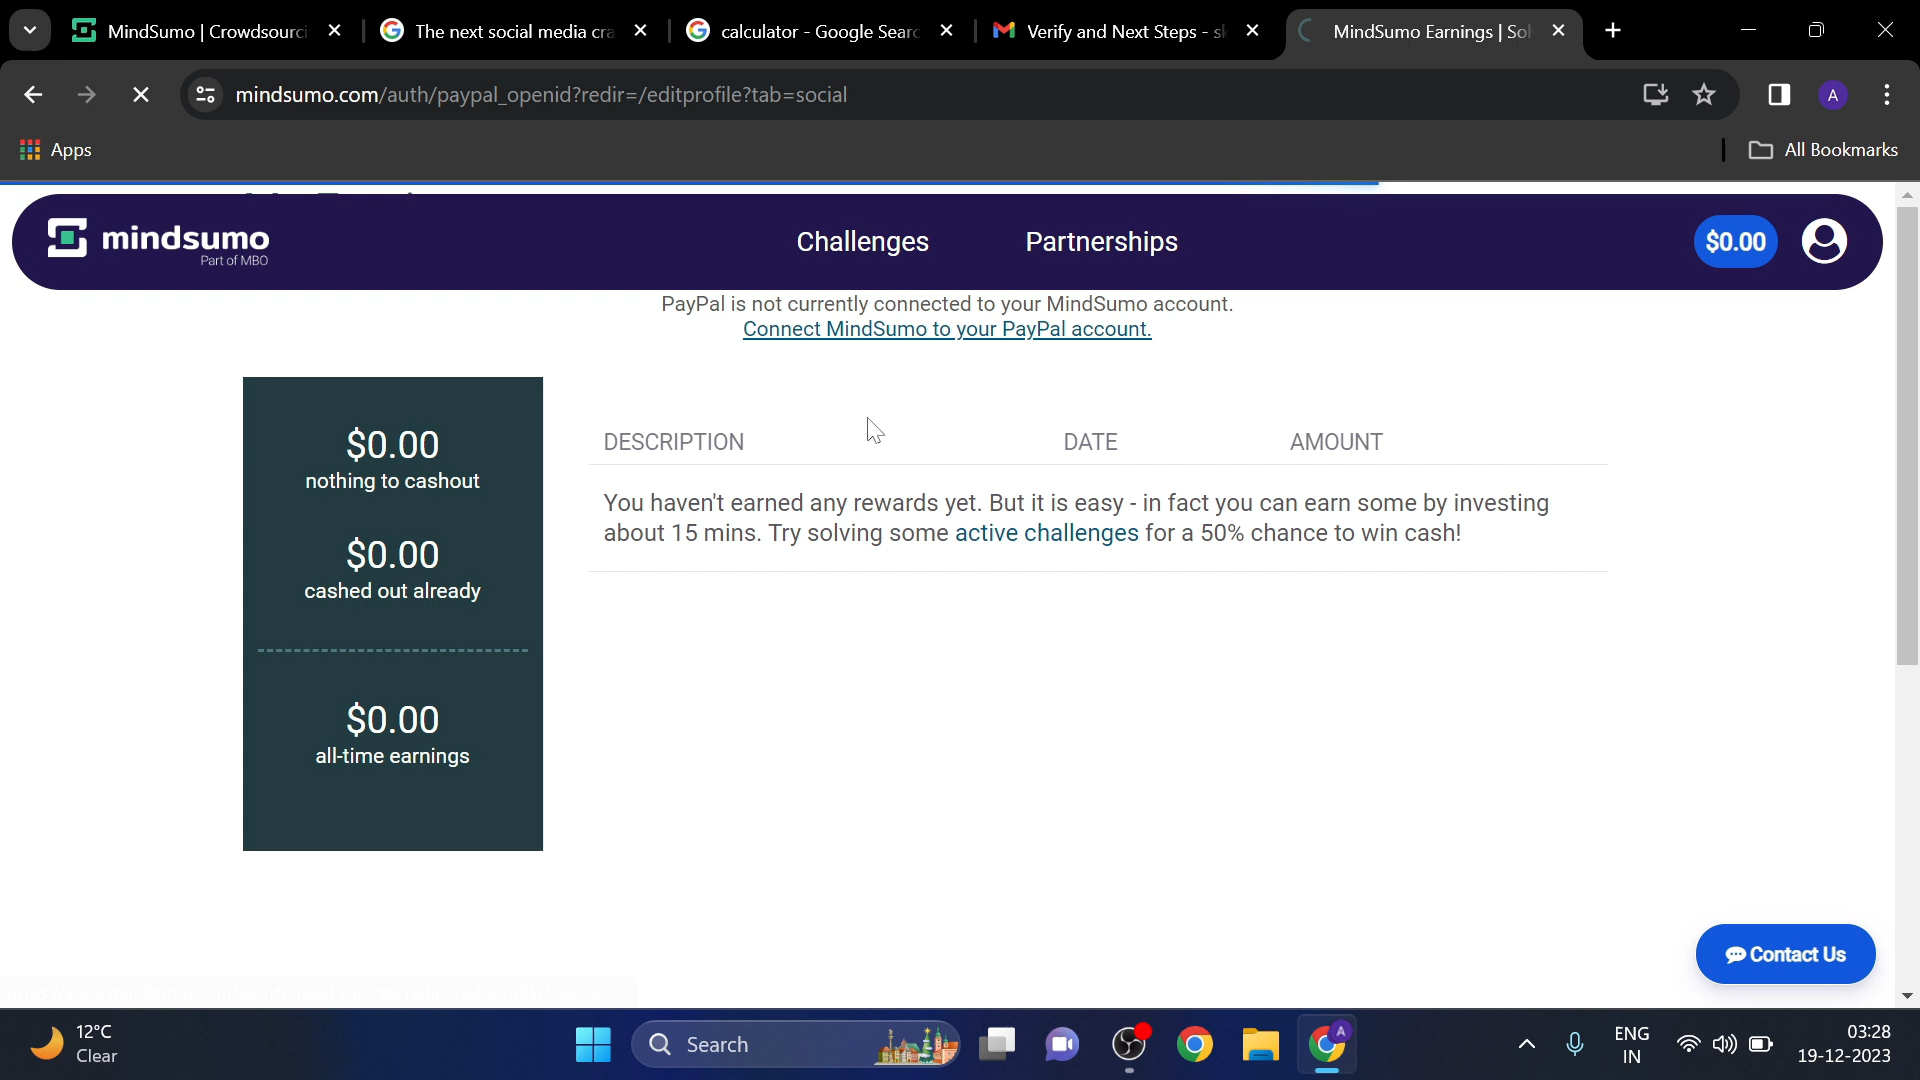 MindSumo | Crowdsourci
The next social media cra
calculator - Google Searc
Verify and Next Steps - sk
MindSumo Earnings | Sol
mindsumo.com/auth/paypal_openid?redir=/editprofile?tab=social
A
Apps
All Bookmarks
mindsumo
Part of MBO
Challenges
Partnerships
$0.00
PayPal is not currently connected to your MindSumo account.
Connect MindSumo to your PayPal account.
$0.00
nothing to cashout
$0.00
cashed out already
$0.00
all-time earnings
DESCRIPTION
DATE
AMOUNT
You haven't earned any rewards yet. But it is easy - in fact you can earn some by investing
about 15 mins. Try solving some active challenges for a 50% chance to win cash!
Contact Us
12°C
Clear
Search
A
ENG
IN
03:28
19-12-2023